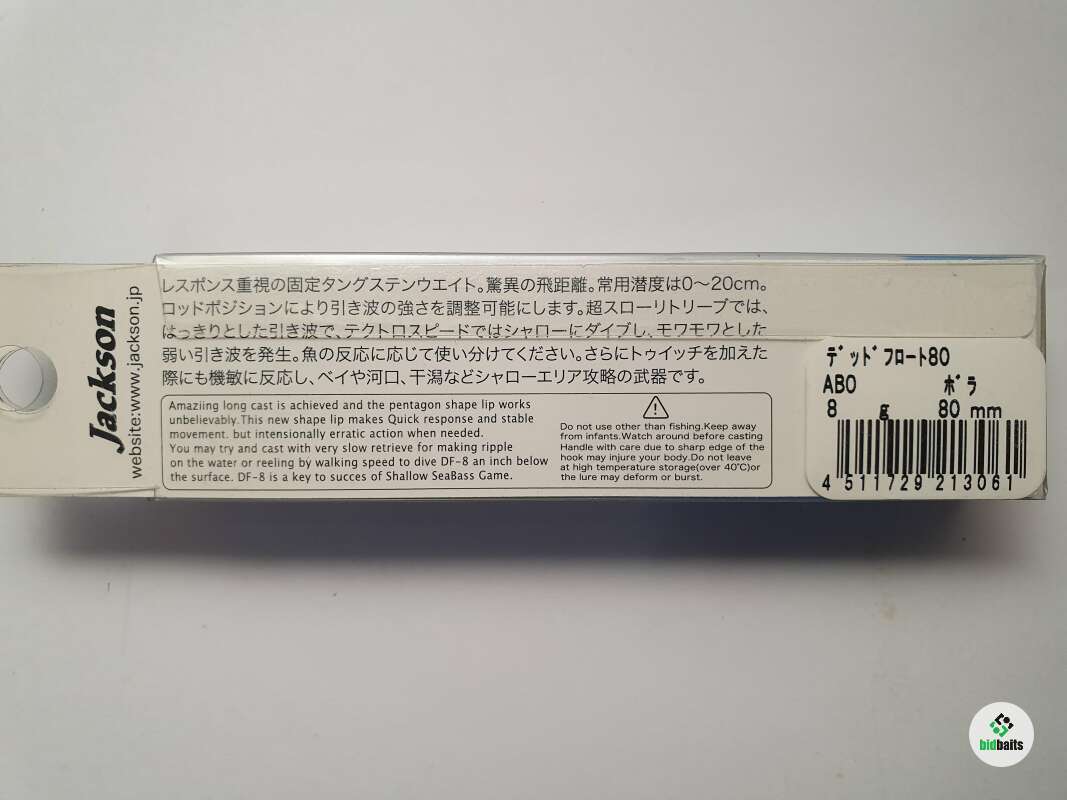 レスポンス重視の固定タングステンウエイト。驚異の飛距離。常用潜度は0〜20cm。
ロッドポジションにより引き波の強さを調整可能にします。超スローリトリーブでは、
はっきりとした引き波で、テクトロスピードではシャローにダイブし、モワモワとした
弱い引き波を発生。魚の反応に応じて使い分けてください。さらにトゥイッチを加えた
際にも機敏に反応し、ベイや河口、干潟などシャローエリア攻略の武器です。
Amaziing long cast is achieved and the pentagon shape lip works
unbelievably.This new shape lip makes Quick response and stable
movement. but intensionally erratic action when needed.
You may try and cast with very slow retrieve for making ripple
on the water or reeling by walking speed to dive DF-8 an inch below
the surface. DF-8 is a key to succes of Shallow SeaBass Game.
Do not use other than fishing.Keep away
from infants.Watch around before casting
Handle with care due to sharp edge of the
hook may injure your body.Do not leave
at high temperature storage(over 40℃)or
the lure may deform or burst.
Jackson
website:www.jackson.jp
デッドフロート80
ABO ボラ
8 g 80 mm
4 511729 213061
bidbaits